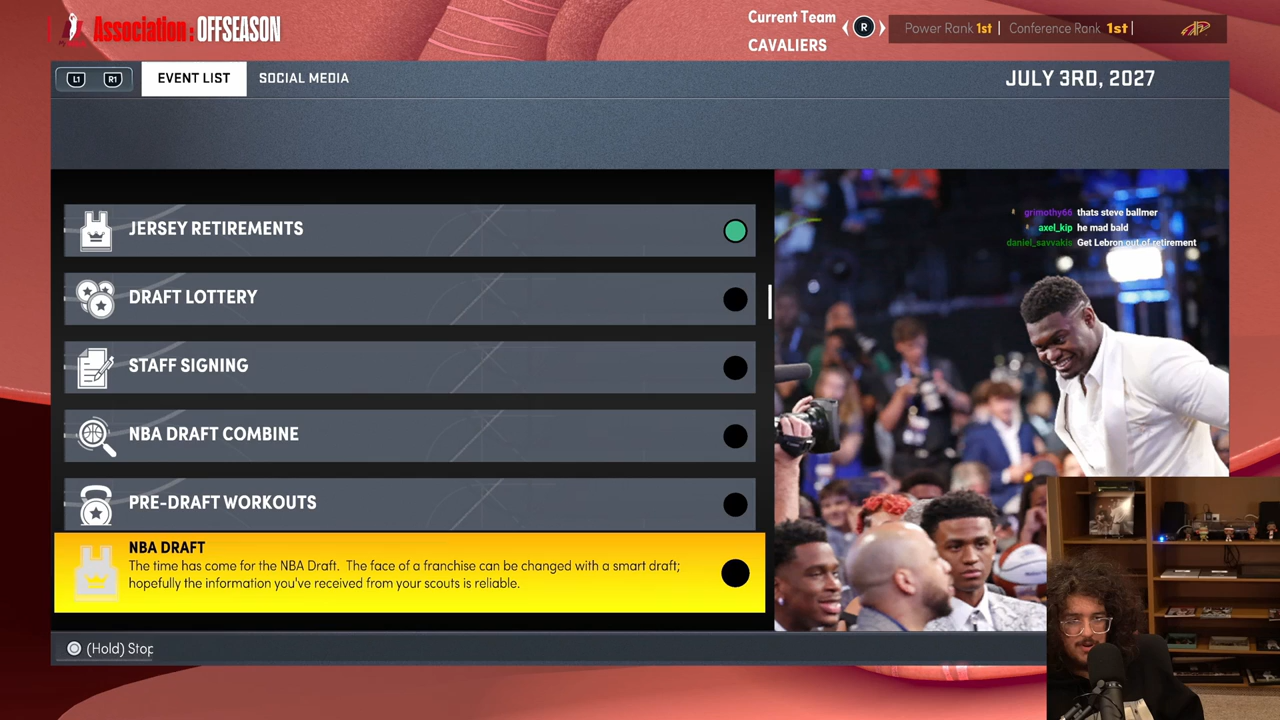 Association: OFFSEASON
Current Team
CAVALIERS
R
Power Rank 1st | Conference Rank 1st |
L1 R1 EVENT LIST SOCIAL MEDIA
JULY 3RD, 2027
JERSEY RETIREMENTS
DRAFT LOTTERY
STAFF SIGNING
NBA DRAFT COMBINE
PRE-DRAFT WORKOUTS
NBA DRAFT
The time has come for the NBA Draft. The face of a franchise can be changed with a smart draft;
hopefully the information you've received from your scouts is reliable.
(Hold) Stop
grimothy66 thats steve ballmer
axel_kip he mad bald
daniel_savvakis Get Lebron out of retirement